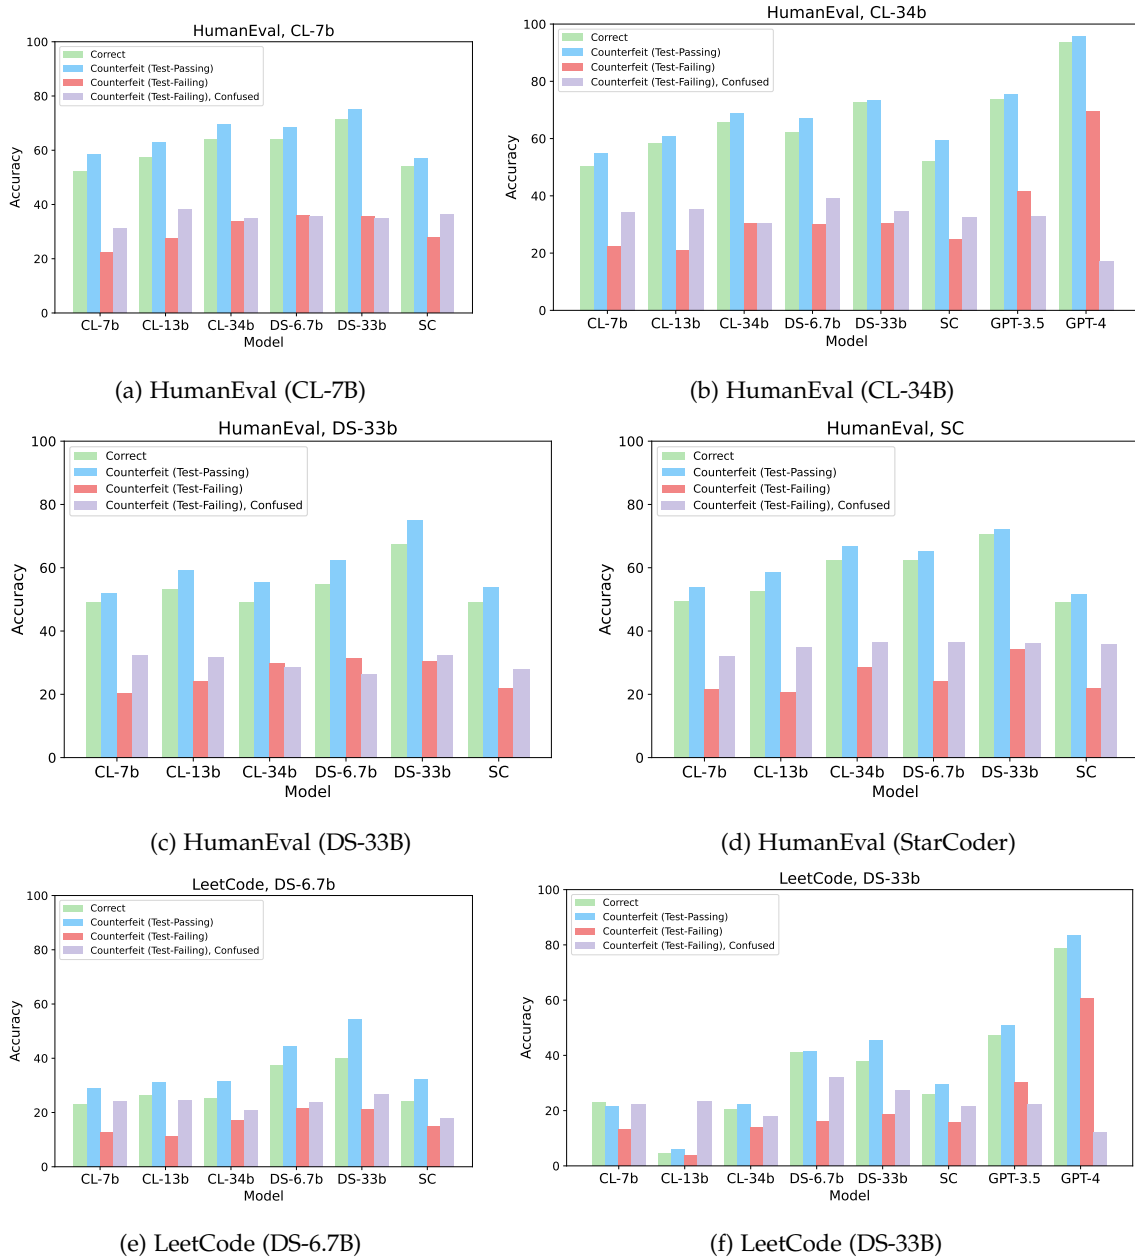 HumanEval, CL-7b
100
80
60
40
20
0
Accuracy
Correct
Counterfeit (Test-Passing)
Counterfeit (Test-Failing)
Counterfeit (Test-Failing), Confused
CL-7b CL-13b CL-34b DS-6.7b DS-33b SC
Model
(a) HumanEval (CL-7B)
HumanEval, CL-34b
100
80
60
40
20
0
Accuracy
Correct
Counterfeit (Test-Passing)
Counterfeit (Test-Failing)
Counterfeit (Test-Failing), Confused
CL-7b CL-13b CL-34b DS-6.7b DS-33b SC GPT-3.5 GPT-4
Model
(b) HumanEval (CL-34B)
HumanEval, DS-33b
100
80
60
40
20
0
Accuracy
Correct
Counterfeit (Test-Passing)
Counterfeit (Test-Failing)
Counterfeit (Test-Failing), Confused
CL-7b CL-13b CL-34b DS-6.7b DS-33b SC
Model
(c) HumanEval (DS-33B)
HumanEval, SC
100
80
60
40
20
0
Accuracy
Correct
Counterfeit (Test-Passing)
Counterfeit (Test-Failing)
Counterfeit (Test-Failing), Confused
CL-7b CL-13b CL-34b DS-6.7b DS-33b SC
Model
(d) HumanEval (StarCoder)
LeetCode, DS-6.7b
100
80
60
40
20
0
Accuracy
Correct
Counterfeit (Test-Passing)
Counterfeit (Test-Failing)
Counterfeit (Test-Failing), Confused
CL-7b CL-13b CL-34b DS-6.7b DS-33b SC
Model
(e) LeetCode (DS-6.7B)
LeetCode, DS-33b
100
80
60
40
20
0
Accuracy
Correct
Counterfeit (Test-Passing)
Counterfeit (Test-Failing)
Counterfeit (Test-Failing), Confused
CL-7b CL-13b CL-34b DS-6.7b DS-33b SC GPT-3.5 GPT-4
Model
(f) LeetCode (DS-33B)